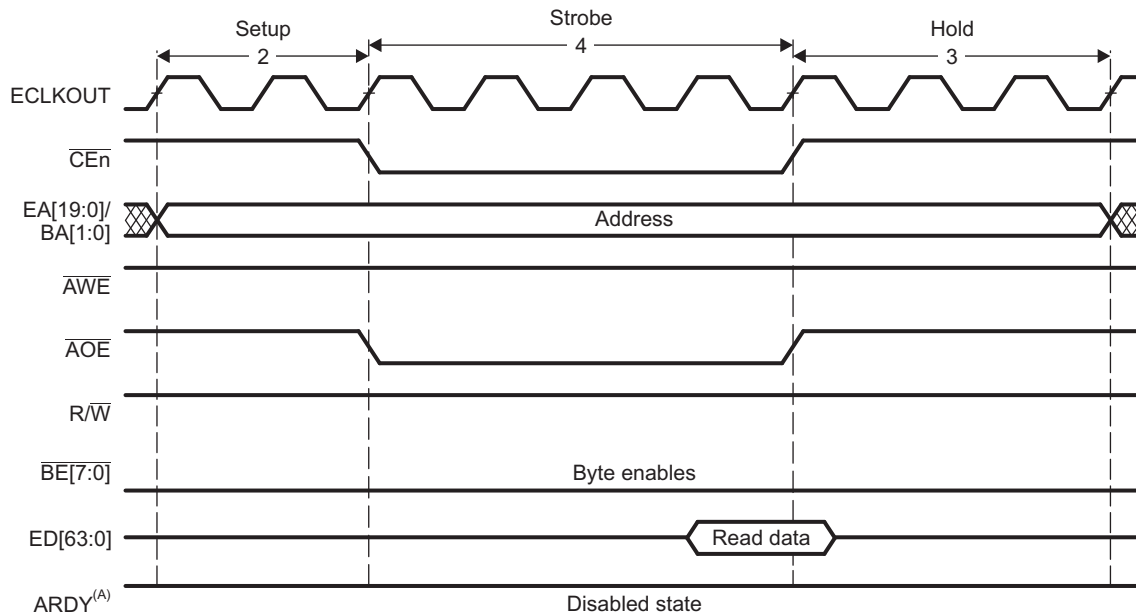 Setup
Strobe
Hold
2
4
3
ECLKOUT
CEn
EA[19:0]/
BA[1:0]
Address
AWE
AOE
R/W
BE[7:0]
Byte enables
ED[63:0]
Read data
ARDY(A)
Disabled state